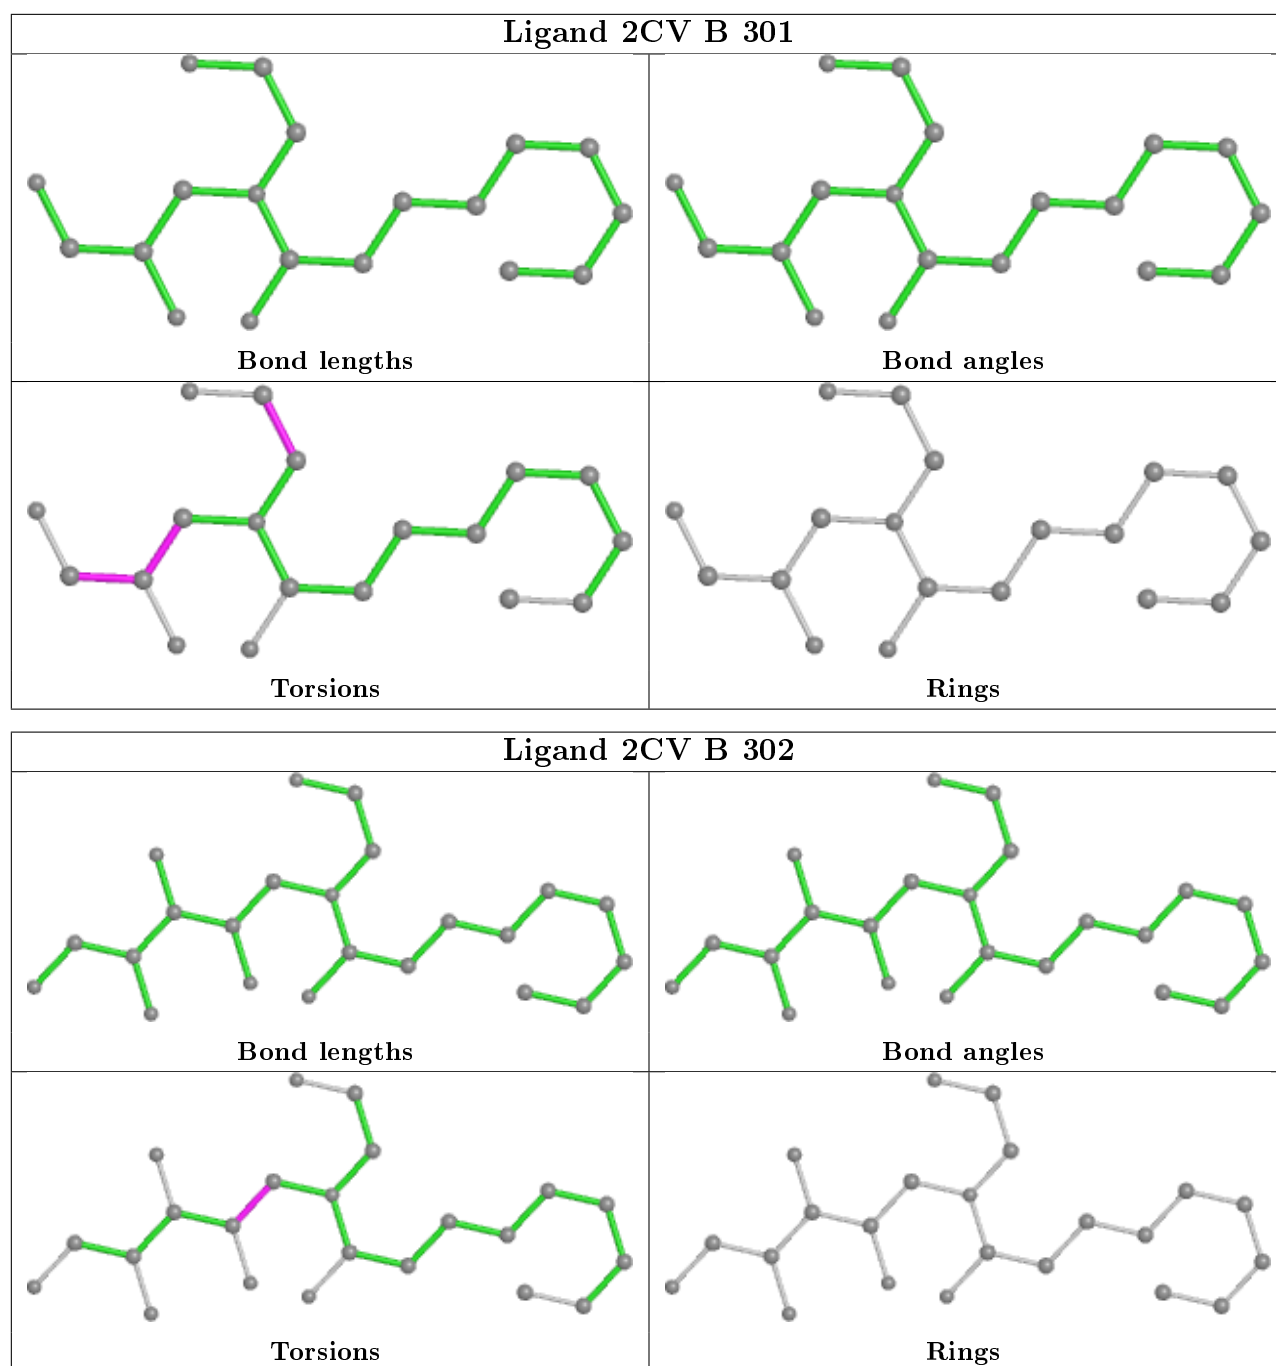 Ligand 2CV B 301
Bond lengths
Bond angles
Torsions
Rings
Ligand 2CV B 302
Bond lengths
Bond angles
Torsions
Rings